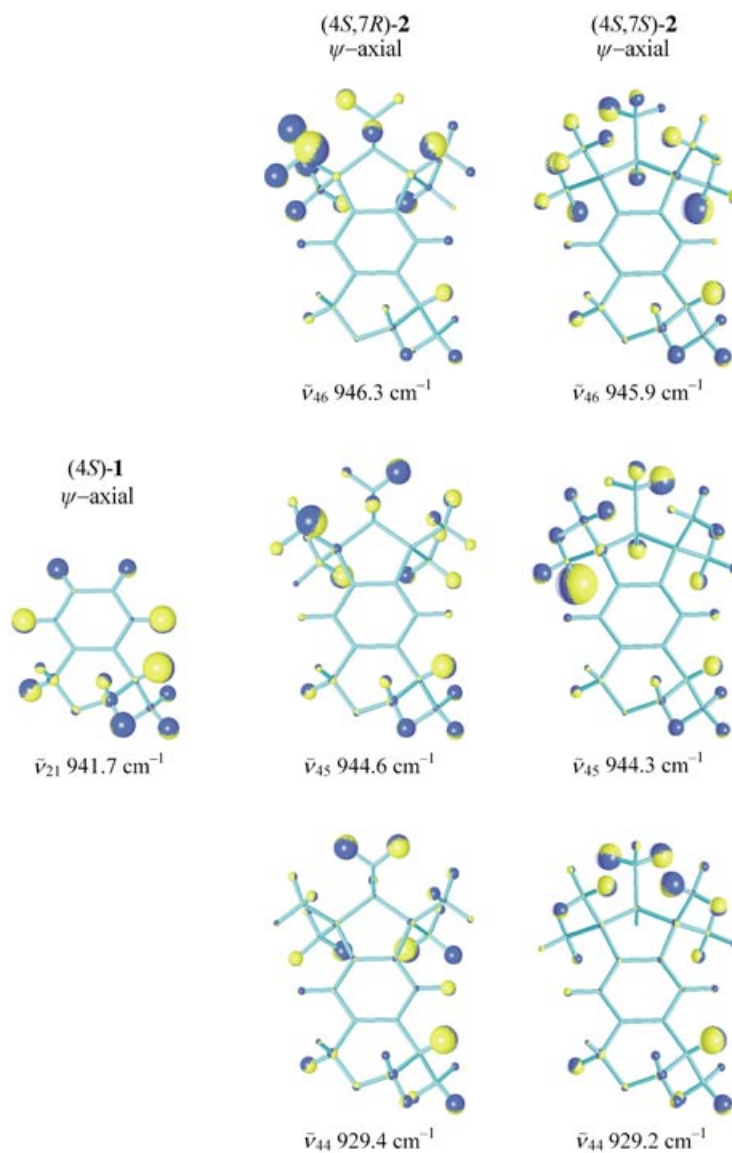 (4S,7R)-2
ψ–axial
(4S,7S)-2
ψ–axial
ν̃46 946.3 cm−1
ν̃46 945.9 cm−1
(4S)-1
ψ–axial
ν̃21 941.7 cm−1
ν̃45 944.6 cm−1
ν̃45 944.3 cm−1
ν̃44 929.4 cm−1
ν̃44 929.2 cm−1